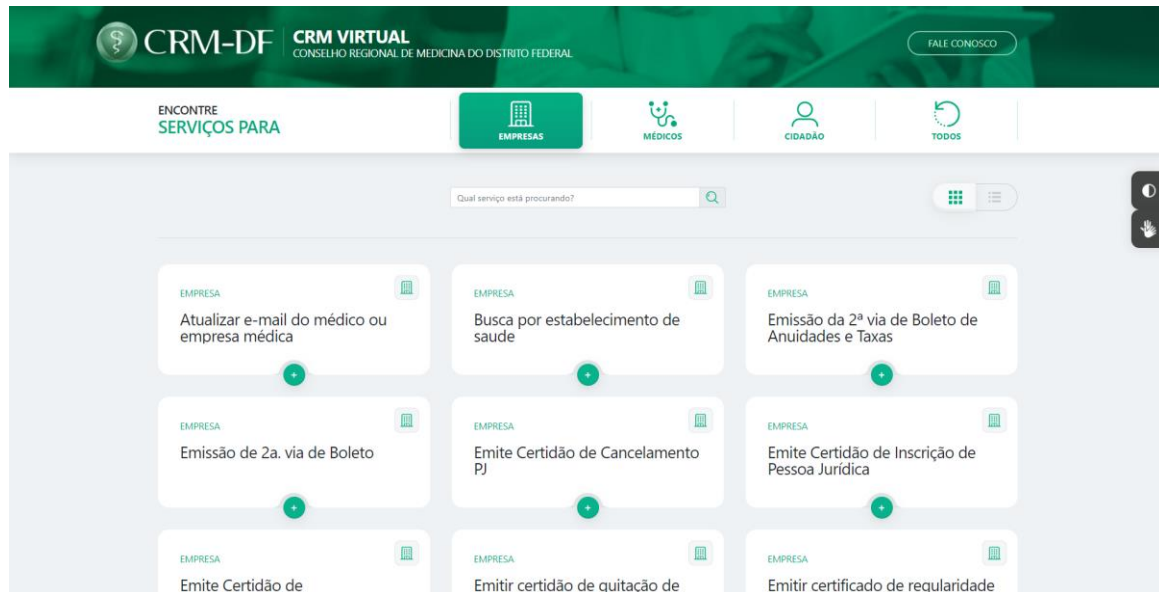 CRM-DF
CRM VIRTUAL
CONSELHO REGIONAL DE MEDICINA DO DISTRITO FEDERAL
FALE CONOSCO
ENCONTRE
SERVIÇOS PARA
EMPRESAS
MÉDICOS
CIDADÃO
TODOS
Qual serviço está procurando?
EMPRESA
Atualizar e-mail do médico ou
empresa médica
EMPRESA
Busca por estabelecimento de
saude
EMPRESA
Emissão da 2ª via de Boleto de
Anuidades e Taxas
EMPRESA
Emissão de 2a. via de Boleto
EMPRESA
Emite Certidão de Cancelamento
PJ
EMPRESA
Emite Certidão de Inscrição de
Pessoa Jurídica
EMPRESA
Emite Certidão de
EMPRESA
Emitir certidão de quitação de
EMPRESA
Emitir certificado de regularidade